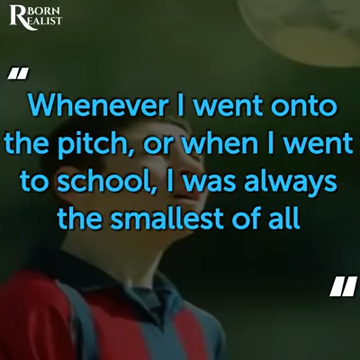 BORN
REALIST
"
Whenever I went onto
the pitch, or when I went
to school, I was always
the smallest of all
"